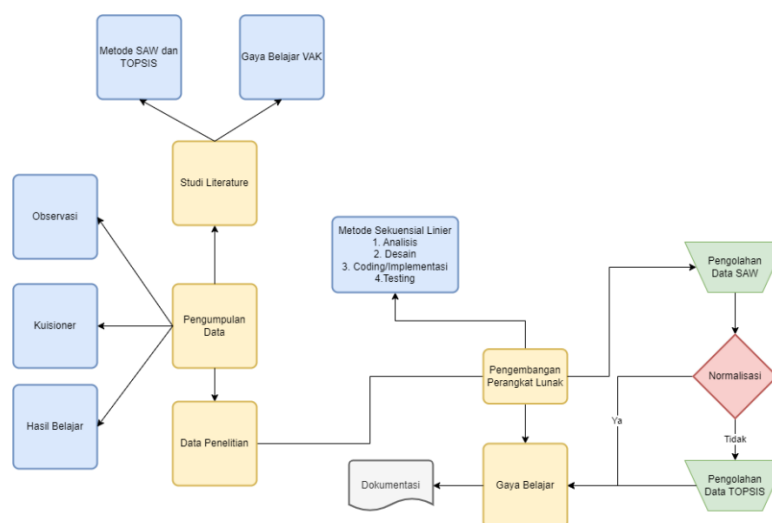 Metode SAW dan
TOPSIS
Gaya Belajar VAK
Studi Literature
Observasi
Kuisioner
Hasil Belajar
Pengumpulan
Data
Data Penelitian
Metode Sekuensial Linier
1. Analisis
2. Desain
3. Coding/Implementasi
4.Testing
Pengembangan
Perangkat Lunak
Pengolahan
Data SAW
Normalisasi
Ya
Tidak
Dokumentasi
Gaya Belajar
Pengolahan
Data TOPSIS